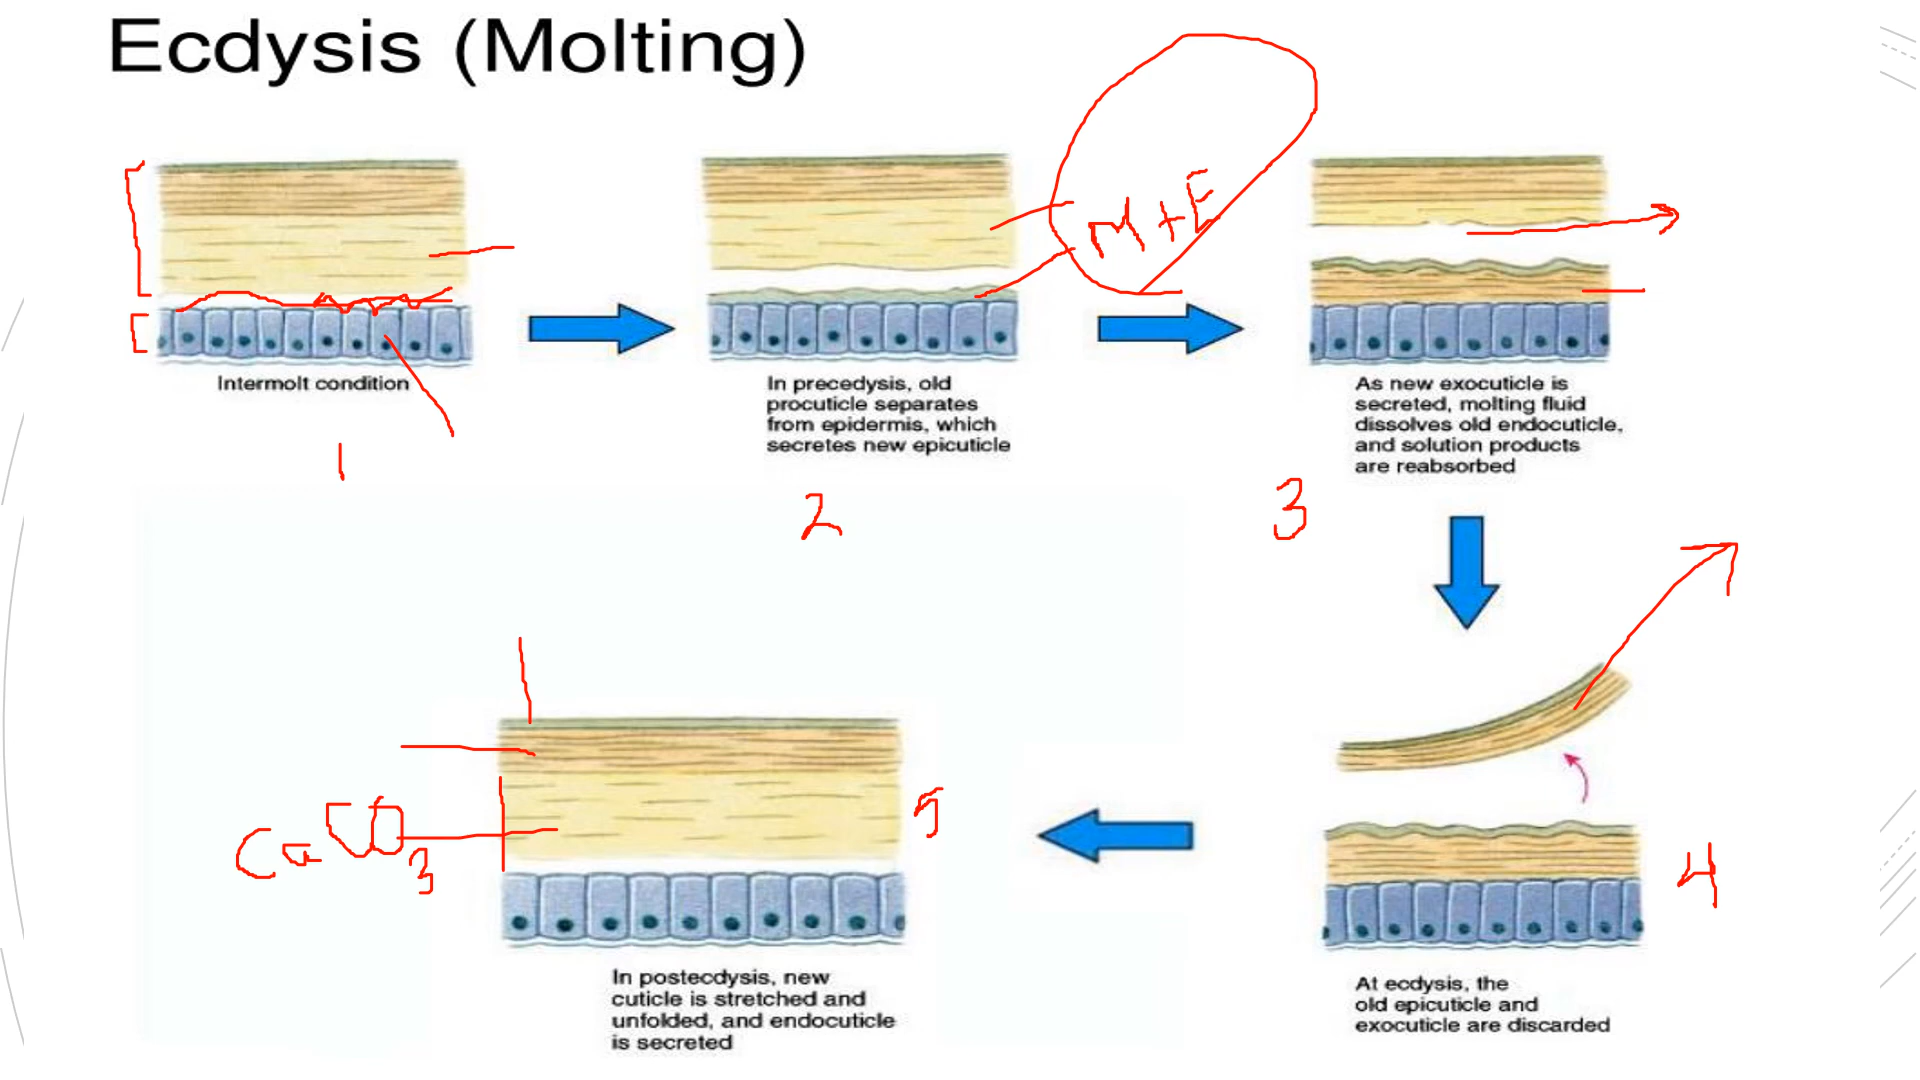 Ecdysis (Molting)
M+E
Intermolt condition
1
In precedysis, old
procuticle separates
from epidermis, which
secretes new epicuticle
2
As new exocuticle is
secreted, molting fluid
dissolves old endocuticle,
and solution products
are reabsorbed
3
At ecdysis, the
old epicuticle and
exocuticle are discarded
4
CaCO3
5
In postecdysis, new
cuticle is stretched and
unfolded, and endocuticle
is secreted